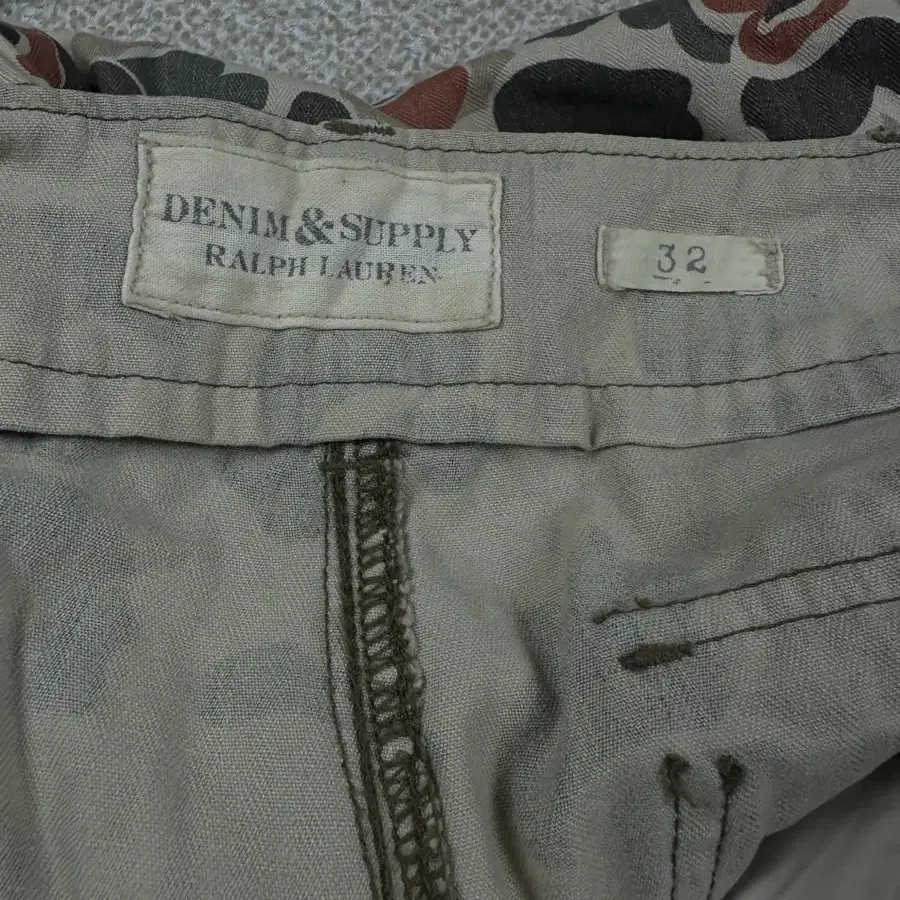 DENIM & SUPPLY
RALPH LAUREN
32